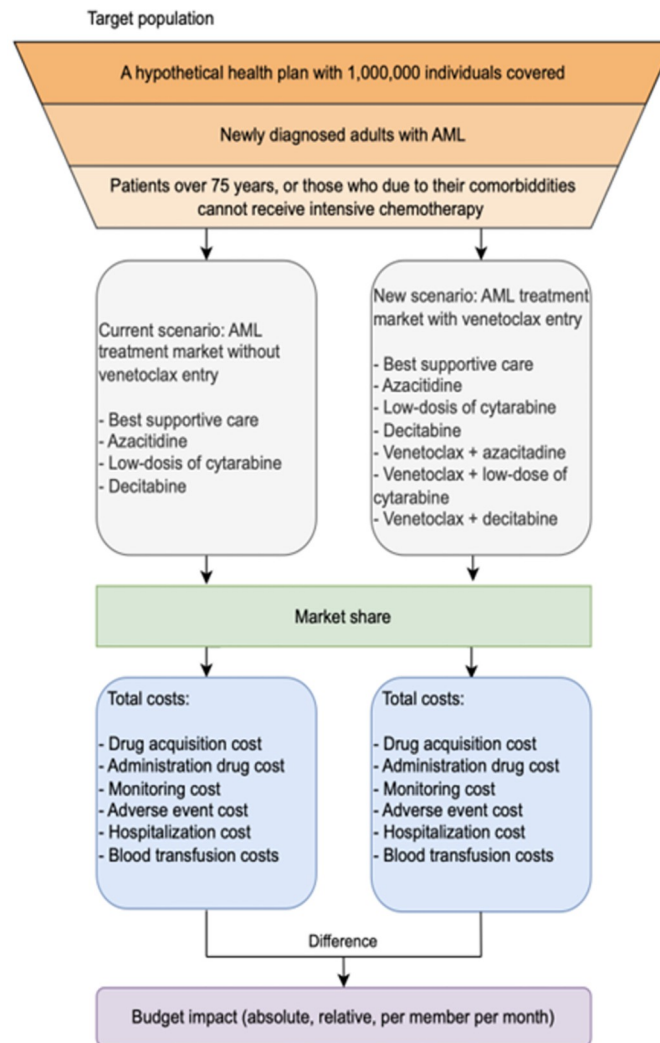 Target population
A hypothetical health plan with 1,000,000 individuals covered
Newly diagnosed adults with AML
Patients over 75 years, or those who due to their comorbiddities
cannot receive intensive chemotherapy
Current scenario: AML
treatment market without
venetoclax entry
- Best supportive care
- Azacitidine
- Low-dosis of cytarabine
- Decitabine
New scenario: AML treatment
market with venetoclax entry
- Best supportive care
- Azacitidine
- Low-dosis of cytarabine
- Decitabine
- Venetoclax + azacitadine
- Venetoclax + low-dose of
cytarabine
- Venetoclax + decitabine
Market share
Total costs:
- Drug acquisition cost
- Administration drug cost
- Monitoring cost
- Adverse event cost
- Hospitalization cost
- Blood transfusion costs
Total costs:
- Drug acquisition cost
- Administration drug cost
- Monitoring cost
- Adverse event cost
- Hospitalization cost
- Blood transfusion costs
Difference
Budget impact (absolute, relative, per member per month)